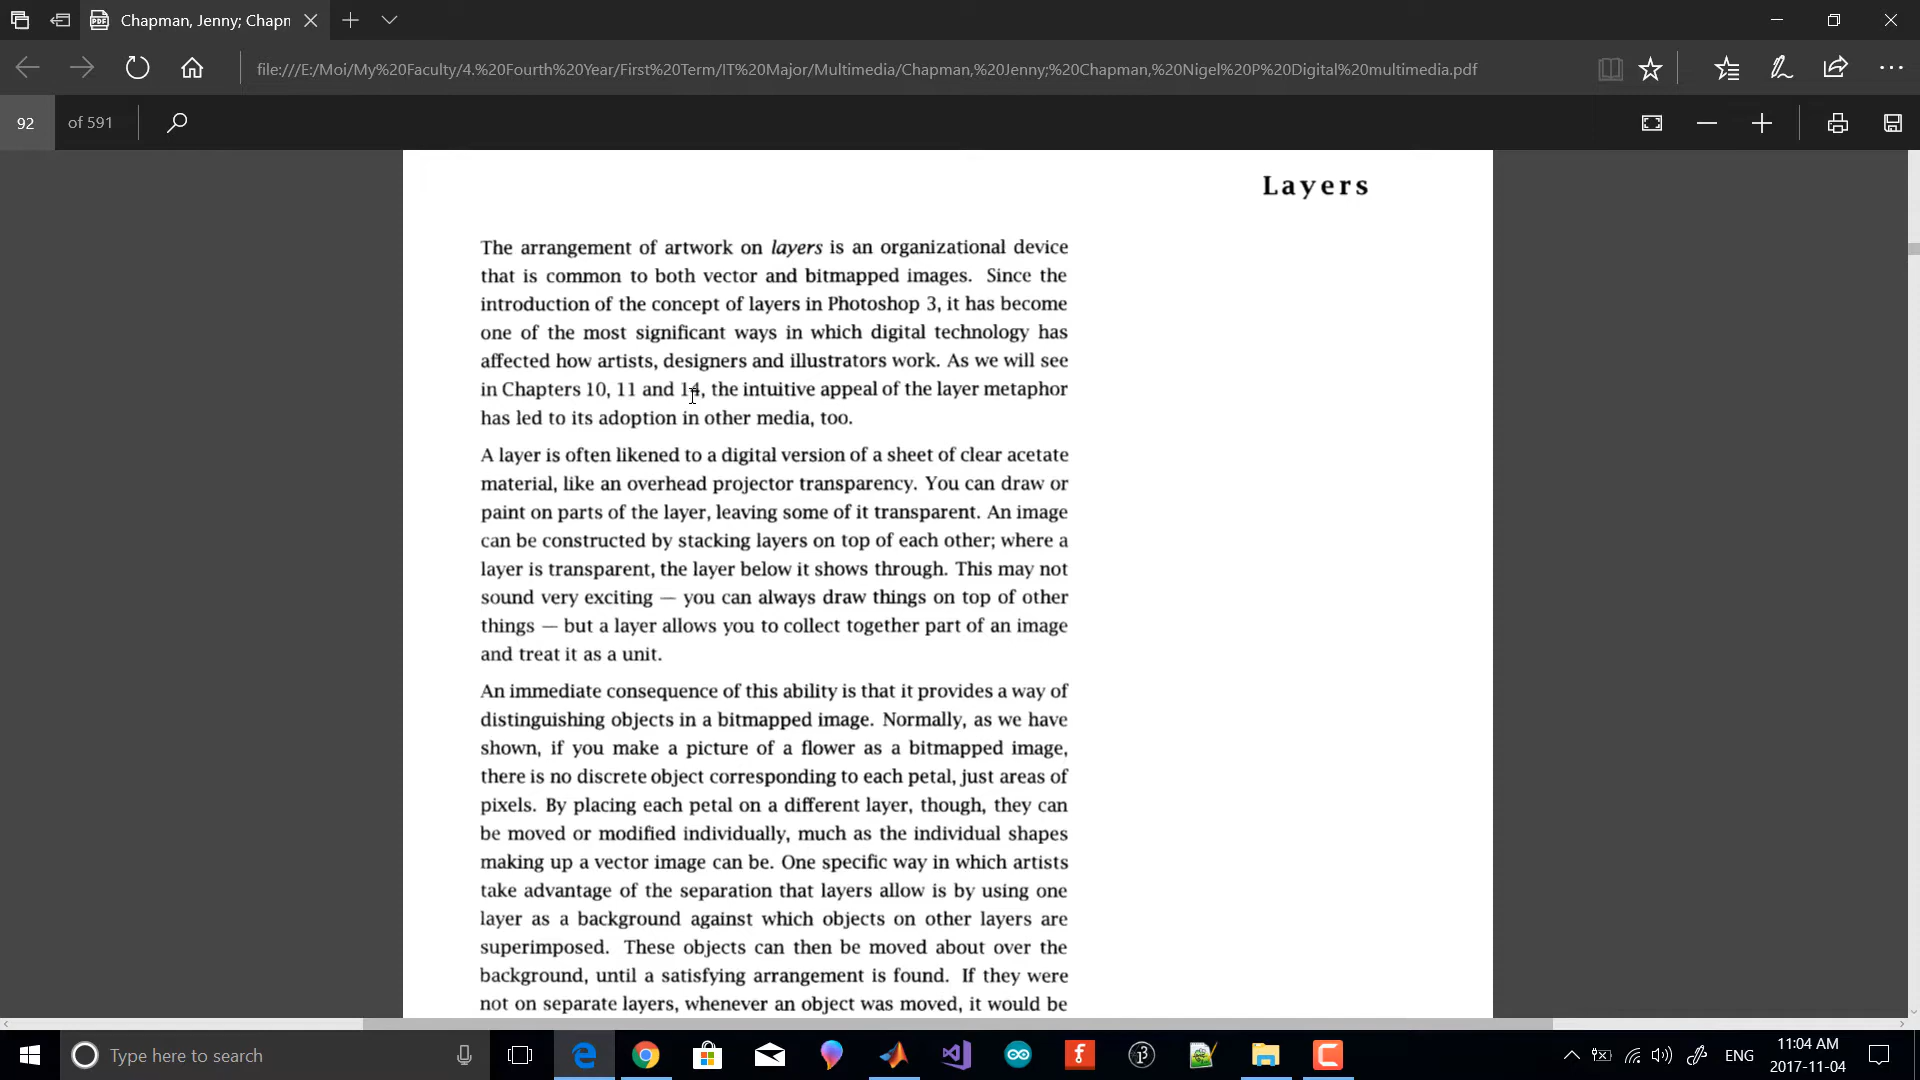 Chapman, Jenny; Chapn
file:///E:/Moi/My%20Faculty/4.%20Fourth%20Year/First%20Term/IT%20Major/Multimedia/Chapman,%20Jenny;%20Chapman,%20Nigel%20P%20Digital%20multimedia.pdf
92 of 591
Layers
The arrangement of artwork on layers is an organizational device
that is common to both vector and bitmapped images. Since the
introduction of the concept of layers in Photoshop 3, it has become
one of the most significant ways in which digital technology has
affected how artists, designers and illustrators work. As we will see
in Chapters 10, 11 and 14, the intuitive appeal of the layer metaphor
has led to its adoption in other media, too.
A layer is often likened to a digital version of a sheet of clear acetate
material, like an overhead projector transparency. You can draw or
paint on parts of the layer, leaving some of it transparent. An image
can be constructed by stacking layers on top of each other; where a
layer is transparent, the layer below it shows through. This may not
sound very exciting — you can always draw things on top of other
things — but a layer allows you to collect together part of an image
and treat it as a unit.
An immediate consequence of this ability is that it provides a way of
distinguishing objects in a bitmapped image. Normally, as we have
shown, if you make a picture of a flower as a bitmapped image,
there is no discrete object corresponding to each petal, just areas of
pixels. By placing each petal on a different layer, though, they can
be moved or modified individually, much as the individual shapes
making up a vector image can be. One specific way in which artists
take advantage of the separation that layers allow is by using one
layer as a background against which objects on other layers are
superimposed. These objects can then be moved about over the
background, until a satisfying arrangement is found. If they were
not on separate layers, whenever an object was moved, it would be
Type here to search
ENG
11:04 AM
2017-11-04